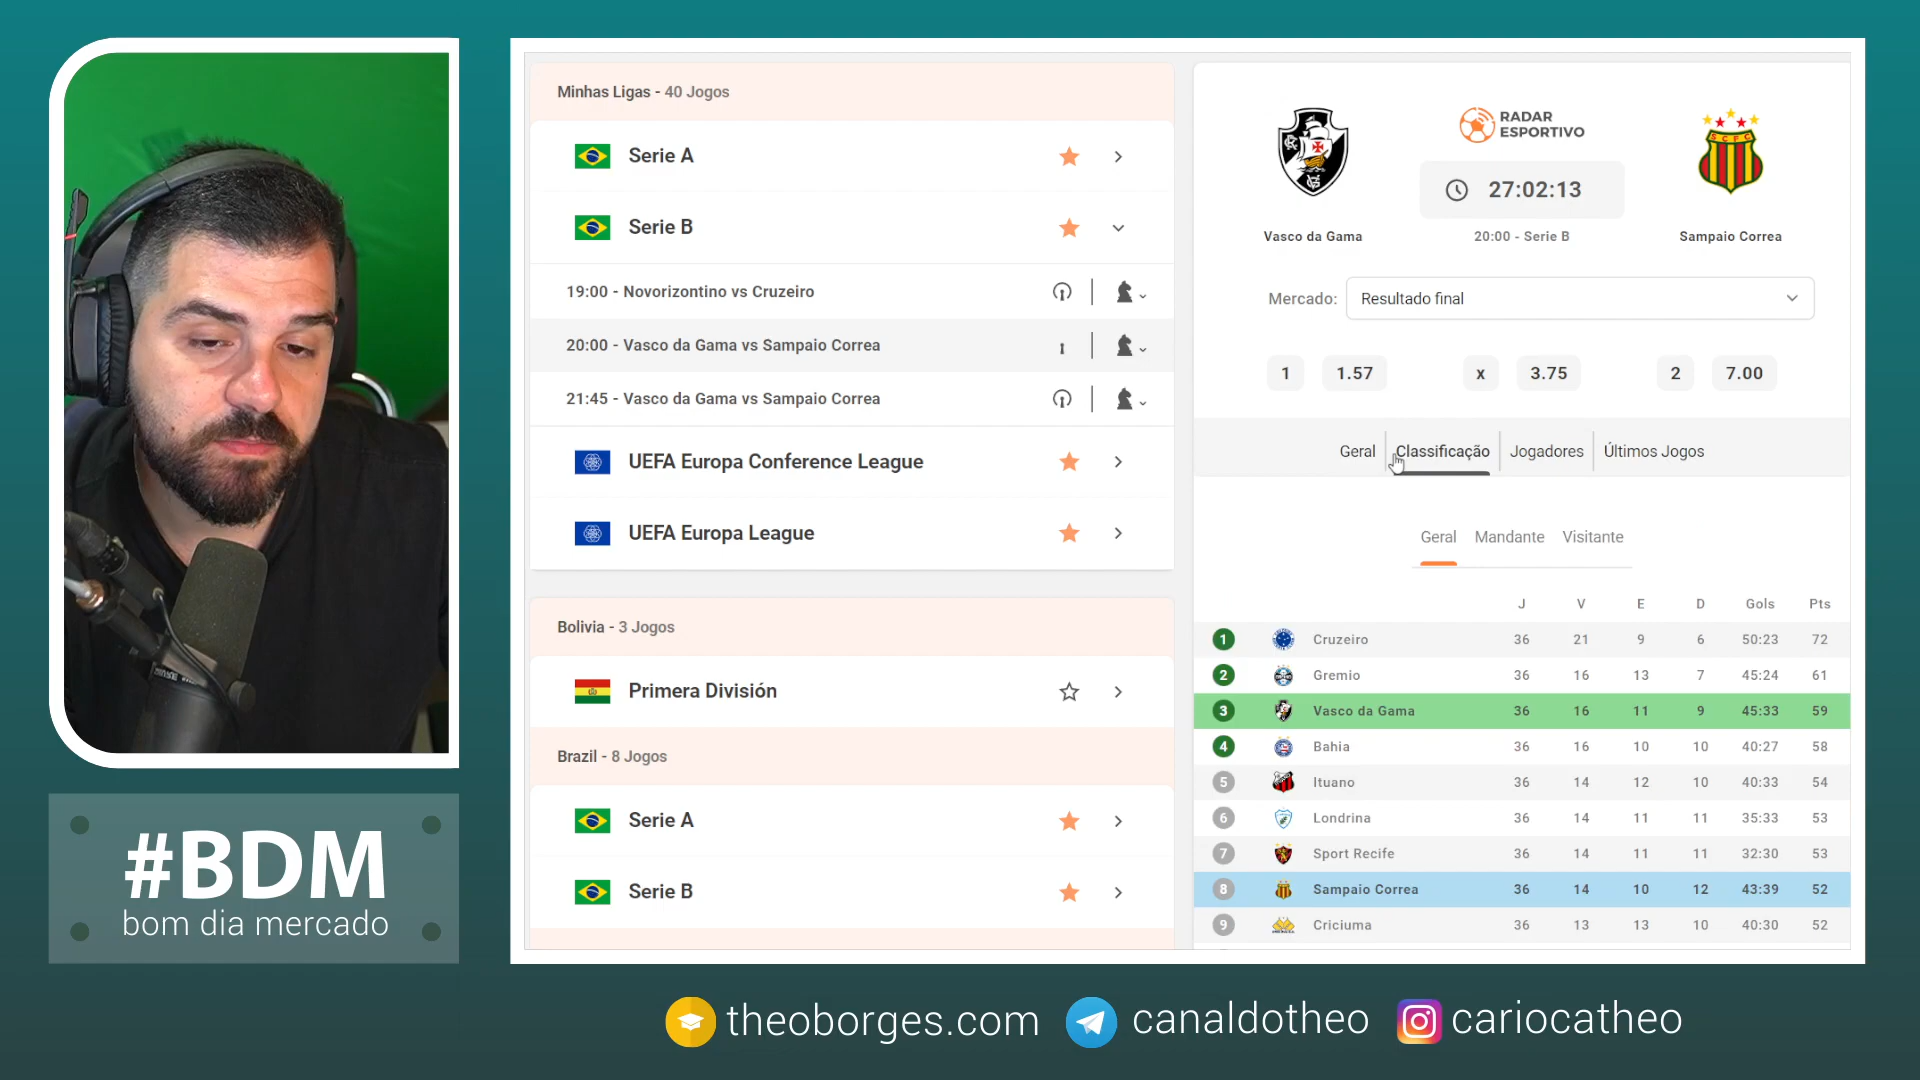 Minhas Ligas - 40 Jogos
Serie A
Serie B
19:00 - Novorizontino vs Cruzeiro
20:00 - Vasco da Gama vs Sampaio Correa
21:45 - Vasco da Gama vs Sampaio Correa
UEFA Europa Conference League
UEFA Europa League
Bolivia - 3 Jogos
Primera División
Brazil - 8 Jogos
Serie A
Serie B
RADAR
ESPORTIVO
27:02:13
Vasco da Gama
20:00 - Serie B
Sampaio Correa
Mercado: Resultado final
1 1.57 x 3.75 2 7.00
Geral Classificação Jogadores Últimos Jogos
Geral Mandante Visitante
J V E D Gols Pts
1 Cruzeiro 36 21 9 6 50:23 72
2 Gremio 36 16 13 7 45:24 61
3 Vasco da Gama 36 16 11 9 45:33 59
4 Bahia 36 16 10 10 40:27 58
5 Ituano 36 14 12 10 40:33 54
6 Londrina 36 14 11 11 35:33 53
7 Sport Recife 36 14 11 11 32:30 53
8 Sampaio Correa 36 14 10 12 43:39 52
9 Criciuma 36 13 13 10 40:30 52
#BDM
bom dia mercado
theoborges.com canaldotheo cariocatheo